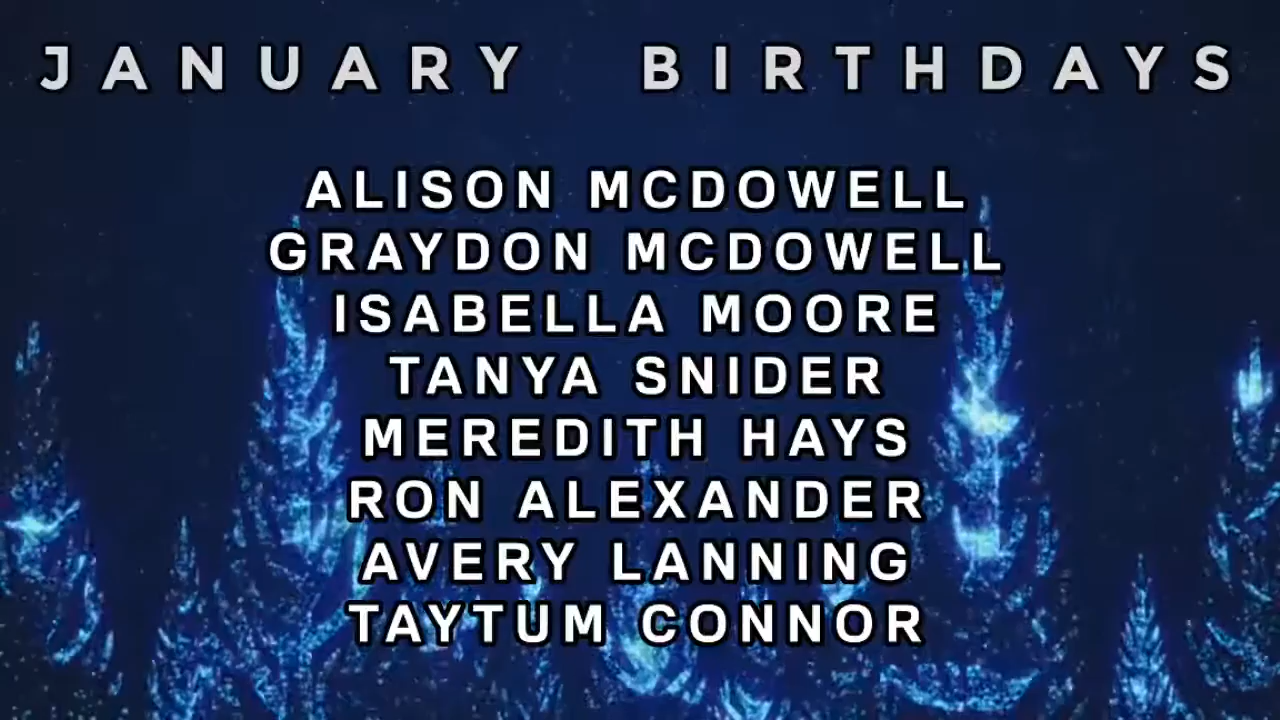 JANUARY BIRTHDAYS
ALISON MCDOWELL
GRAYDON MCDOWELL
ISABELLA MOORE
TANYA SNIDER
MEREDITH HAYS
RON ALEXANDER
AVERY LANNING
TAYTUM CONNOR